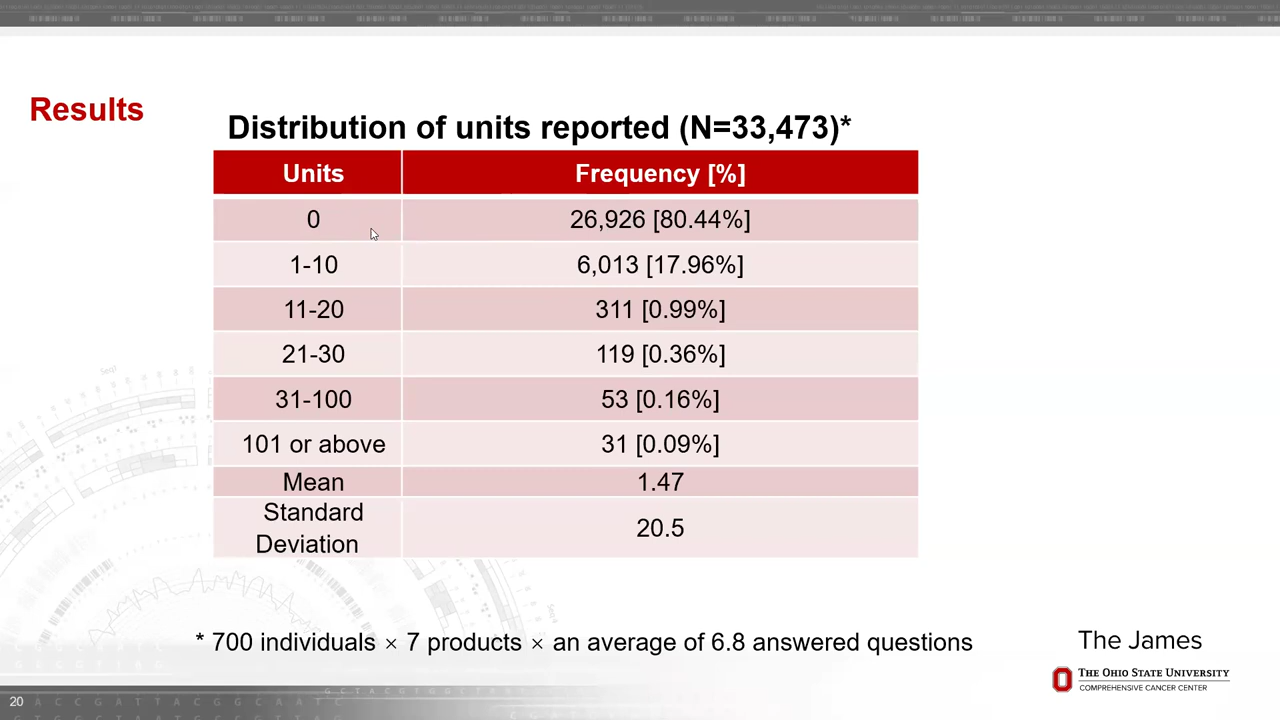 Results
Distribution of units reported (N=33,473)*
Units Frequency [%]
0 26,926 [80.44%]
1-10 6,013 [17.96%]
11-20 311 [0.99%]
21-30 119 [0.36%]
31-100 53 [0.16%]
101 or above 31 [0.09%]
Mean 1.47
Standard
Deviation 20.5
* 700 individuals × 7 products × an average of 6.8 answered questions
The James
THE OHIO STATE UNIVERSITY
COMPREHENSIVE CANCER CENTER
20